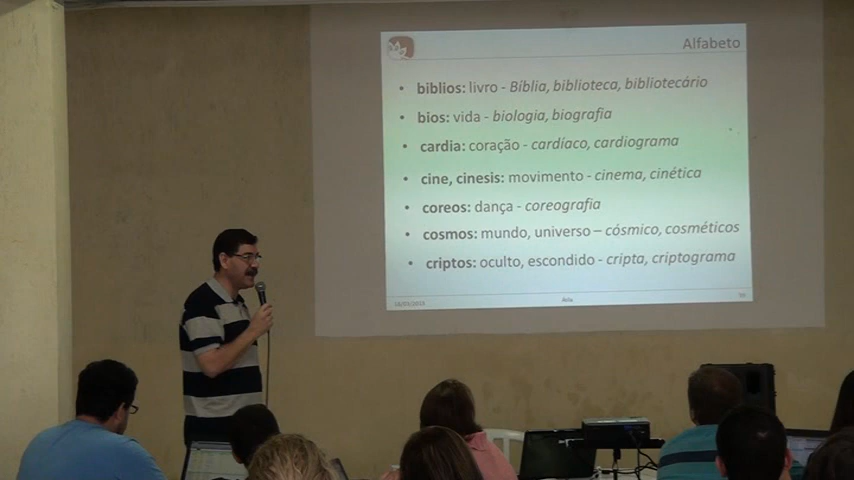 Alfabeto
• biblios: livro - Bíblia, biblioteca, bibliotecário
• bios: vida - biologia, biografia
• cardia: coração - cardíaco, cardiograma
• cine, cinesis: movimento - cinema, cinética
• coreos: dança - coreografia
• cosmos: mundo, universo – cósmico, cosméticos
• criptos: oculto, escondido - cripta, criptograma